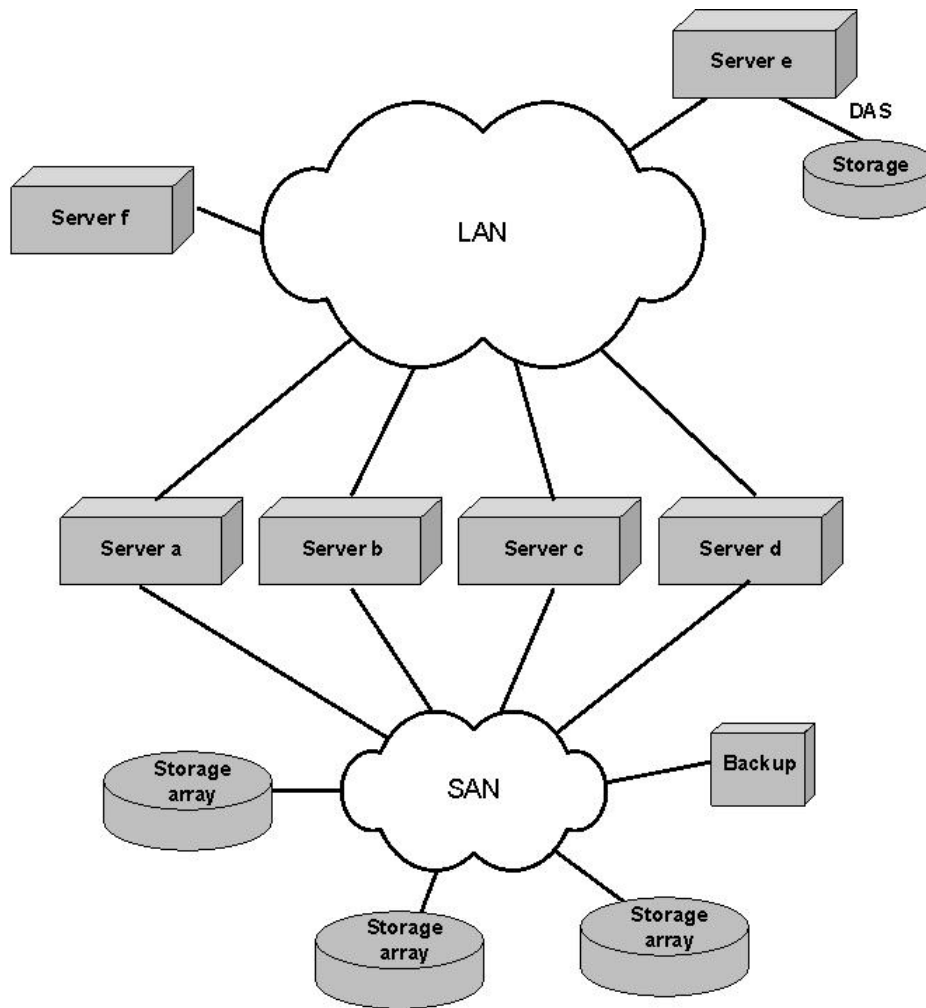 Server e
DAS
Storage
Server f
LAN
Server a
Server b
Server c
Server d
Storage
array
SAN
Backup
Storage
array
Storage
array